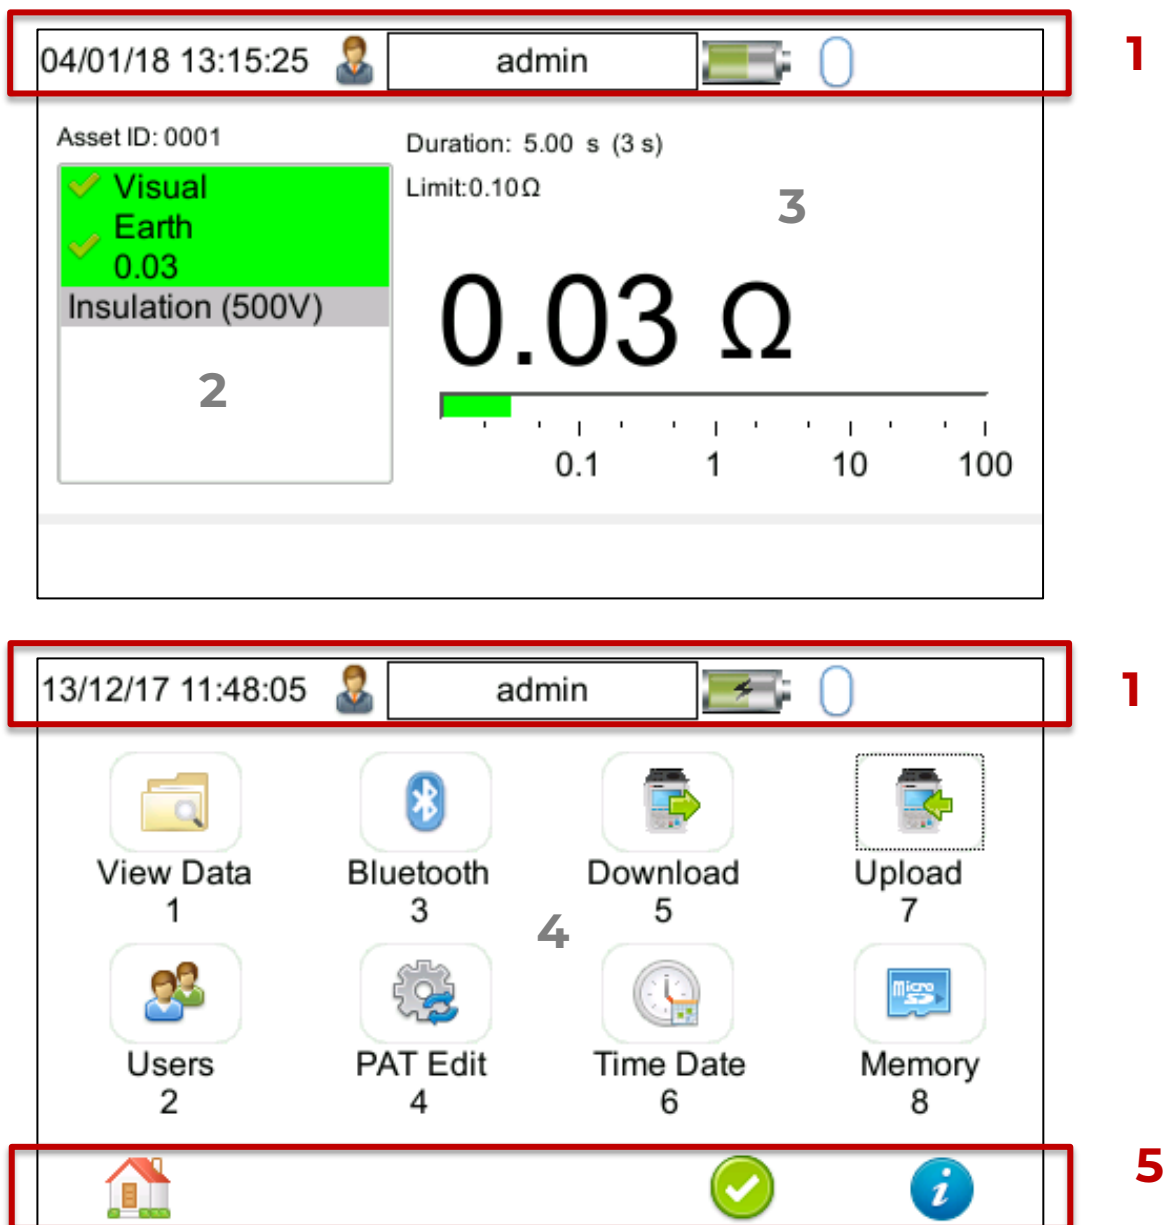 04/01/18 13:15:25 admin 1
Asset ID: 0001
Duration: 5.00 s (3 s)
Visual
Limit:0.10Ω
3
Earth
0.03
Insulation (500V)
0.03 Ω
2
0.1 1 10 100
13/12/17 11:48:05 admin 1
View Data Bluetooth Download Upload
1 3 5 7
4
micro SD
Users PAT Edit Time Date Memory
2 4 6 8
i
5